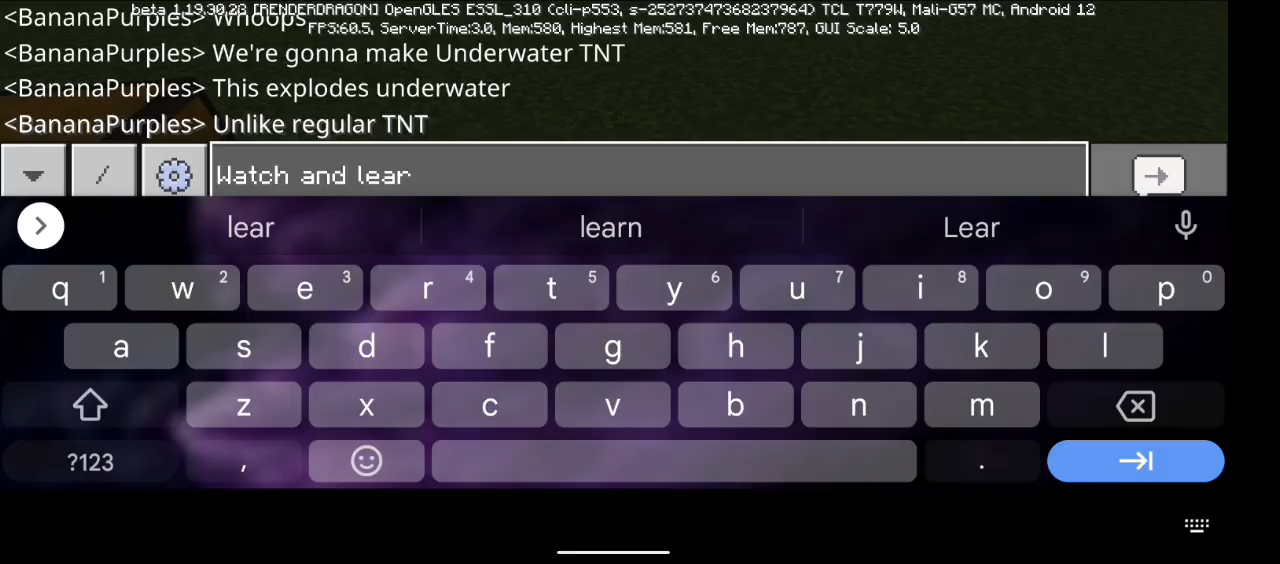 beta 1.19.30.23 [RENDERDRAGON] OpenGLES ESSL_310 (cli-p553, s-25273747368237964) TCL T779W, Mali-G57 MC, Android 12
<BananaPurples> Whoops
FPS:60.5, ServerTime:3.0, Mem:580, Highest Mem:581, Free Mem:787, GUI Scale: 5.0
<BananaPurples> We're gonna make Underwater TNT
<BananaPurples> This explodes underwater
<BananaPurples> Unlike regular TNT
/ Watch and lear
lear learn Lear
q 1 w 2 e 3 r 4 t 5 y 6 u 7 i 8 o 9 p 0
a s d f g h j k l
z x c v b n m
?123 , .